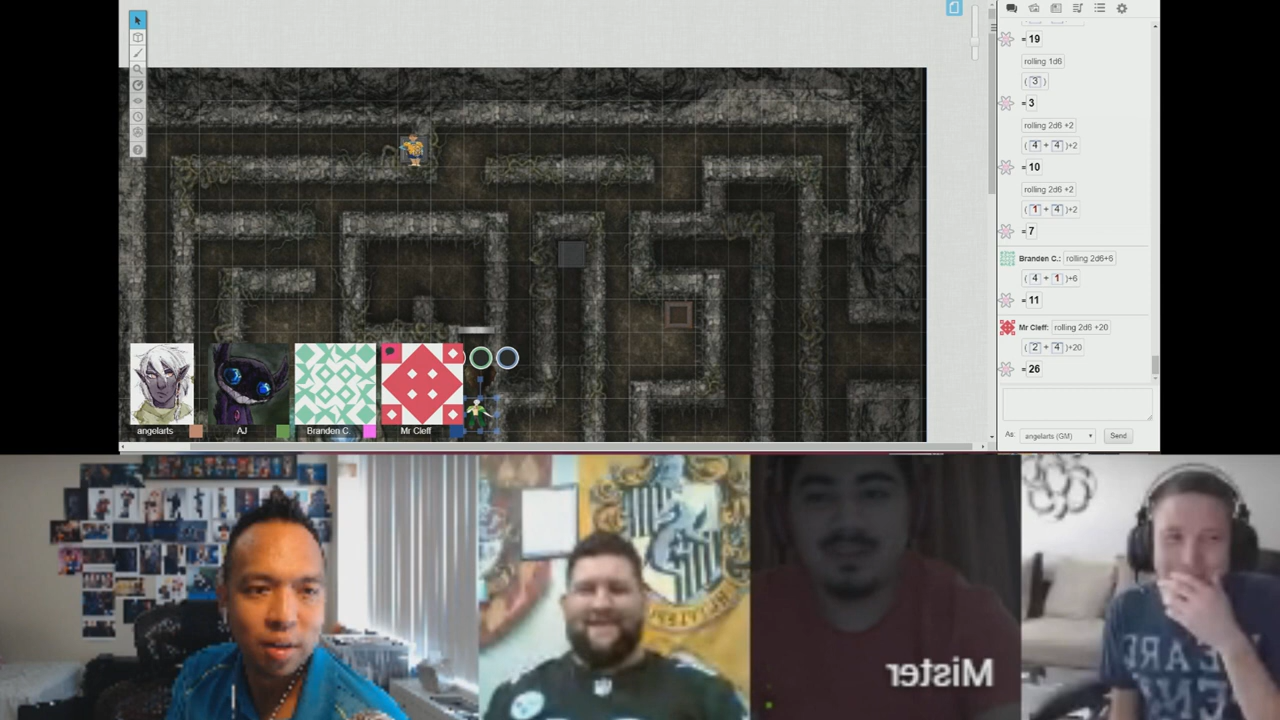 =19
rolling 1d6
(3)
=3
rolling 2d6 +2
(4+4)+2
=10
rolling 2d6 +2
(1+4)+2
=7
Branden C.: rolling 2d6+6
(4+1)+6
=11
Mr Cleff: rolling 2d6 +20
(2+4)+20
=26
As: angelarts (GM) Send
angelarts AJ Branden C. Mr Cleff
Mister